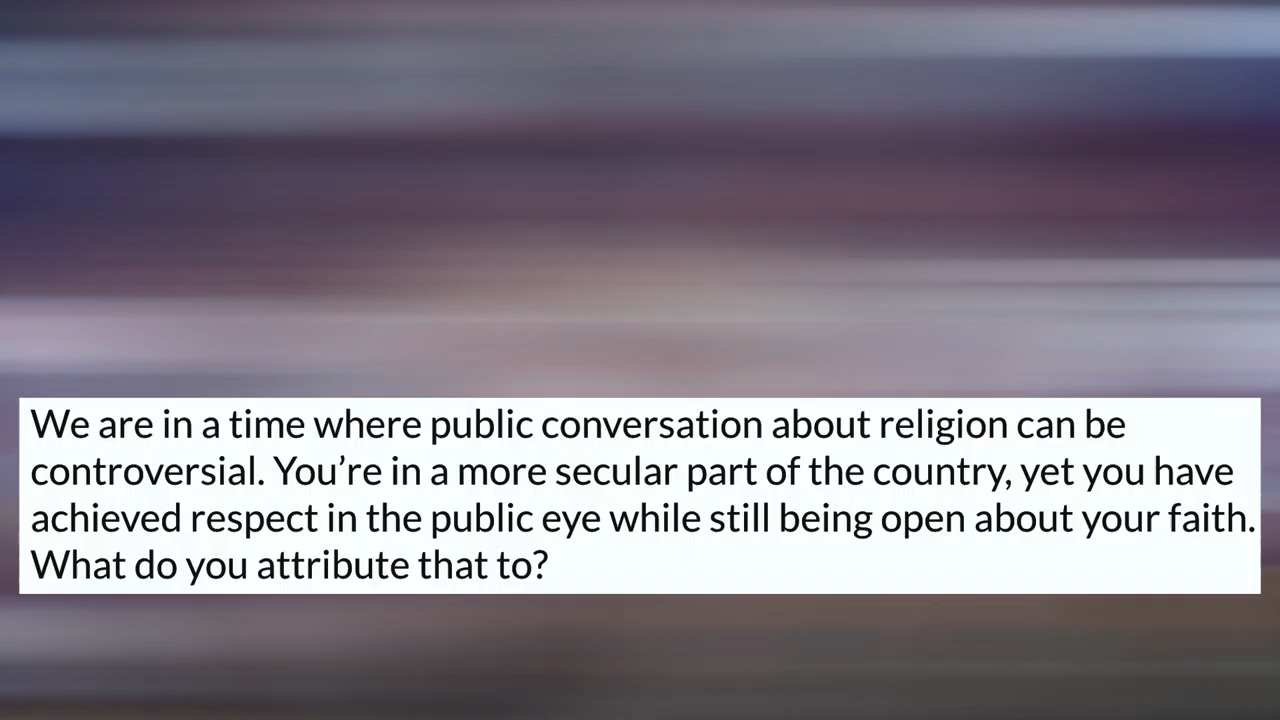 We are in a time where public conversation about religion can be
controversial. You’re in a more secular part of the country, yet you have
achieved respect in the public eye while still being open about your faith.
What do you attribute that to?